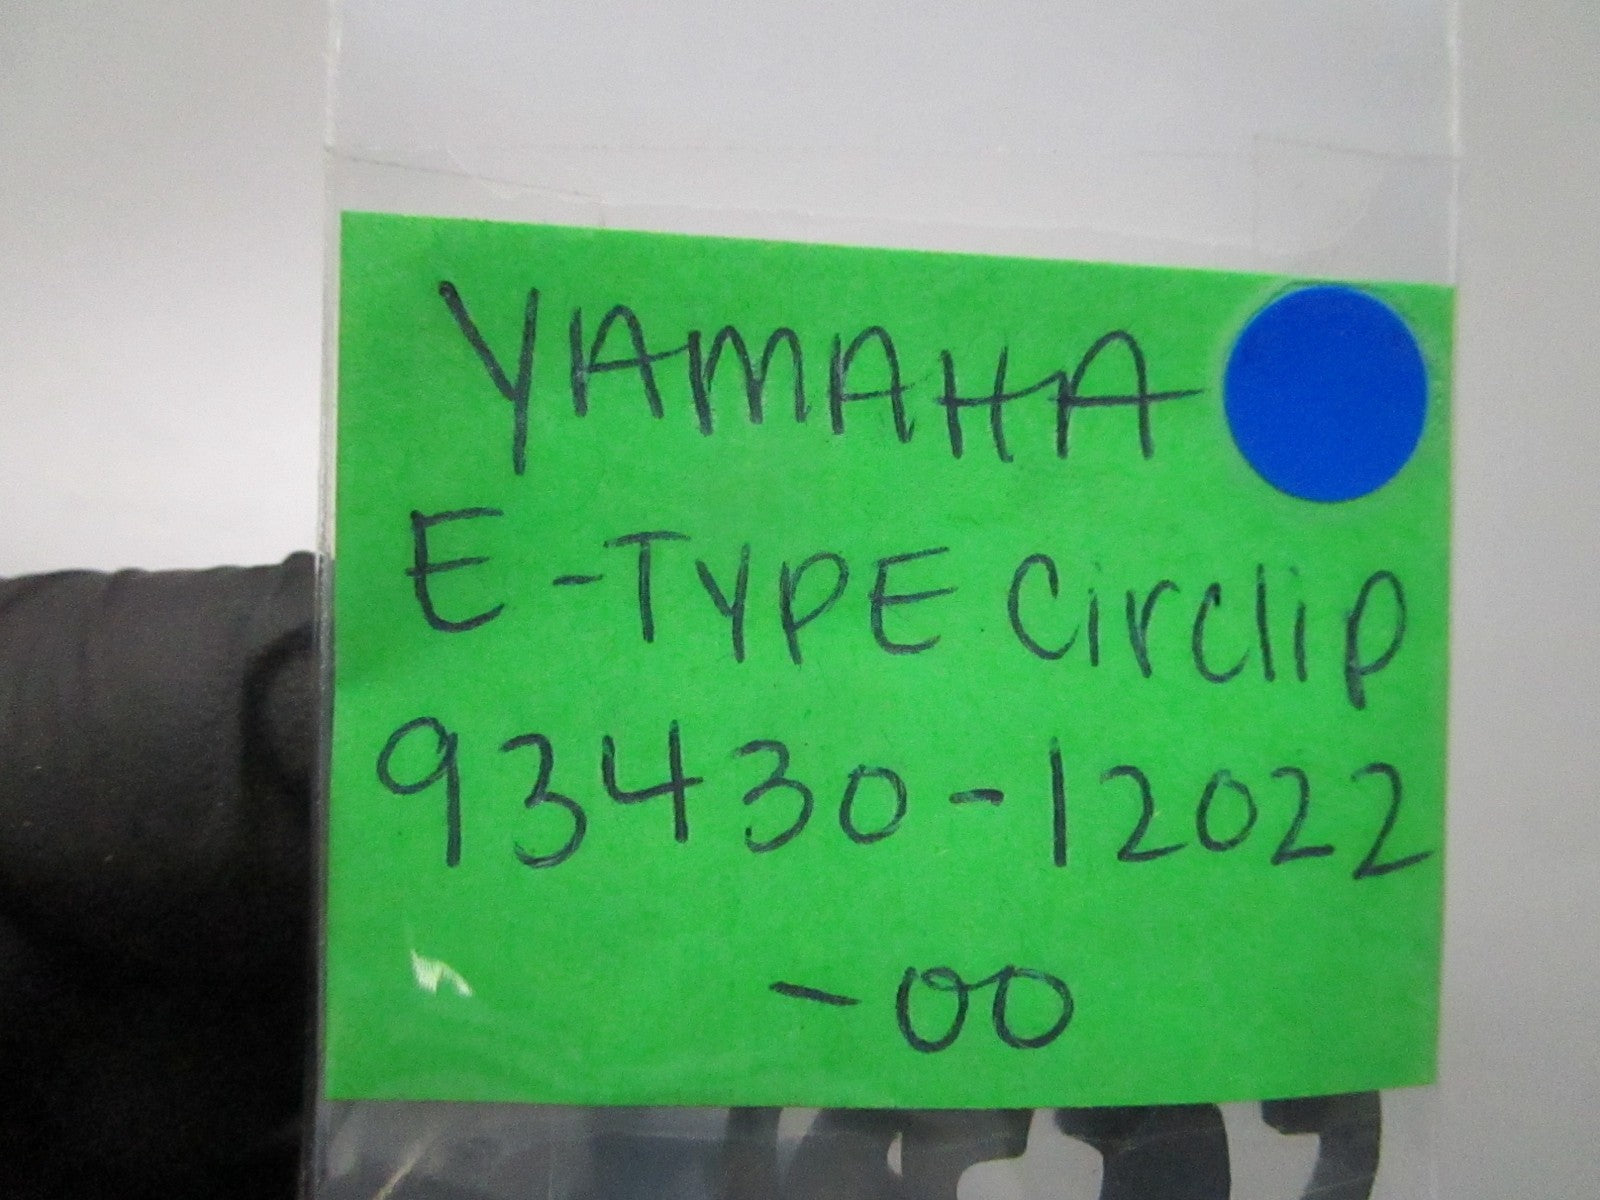 YAMAHA
E-TYPE Circlip
93430-12022
-00